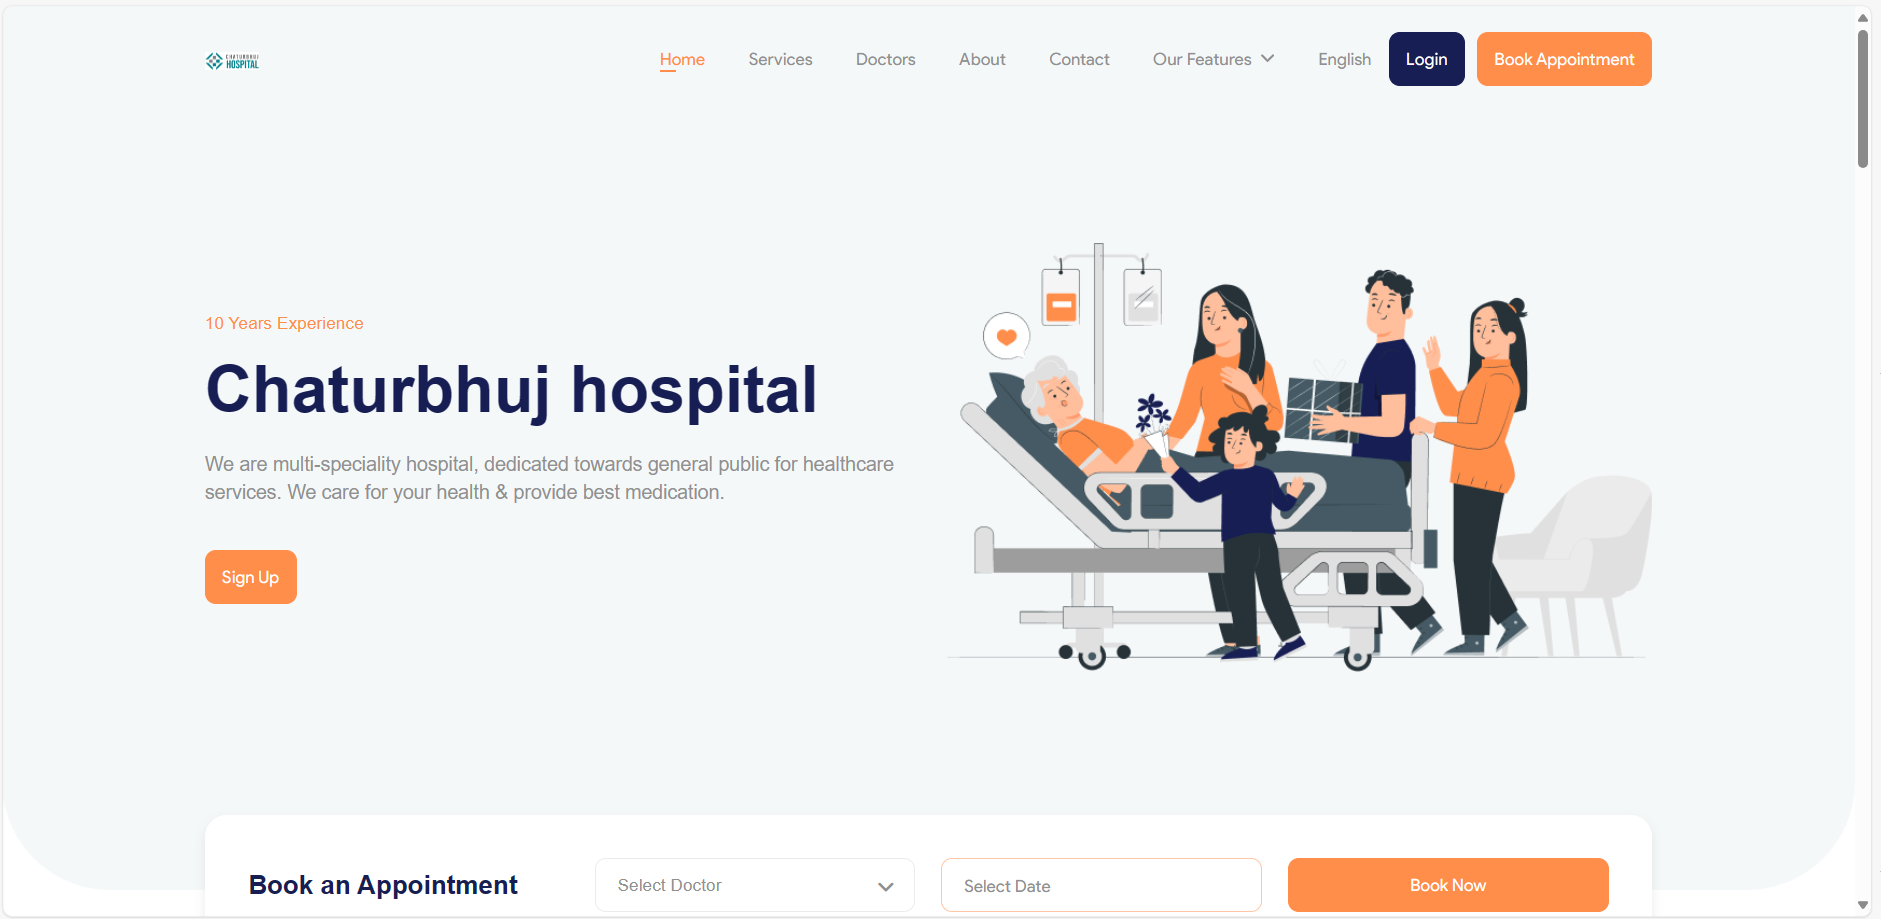 CHATURBHUJ
HOSPITAL
Home
Services
Doctors
About
Contact
Our Features
English
Login
Book Appointment
10 Years Experience
Chaturbhuj hospital
We are multi-speciality hospital, dedicated towards general public for healthcare
services. We care for your health & provide best medication.
Sign Up
Book an Appointment
Select Doctor
Select Date
Book Now